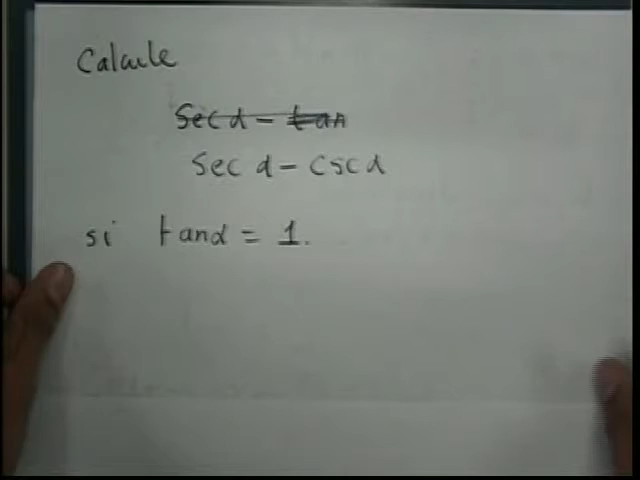 Calcule
Sec α - tan
Sec α - Csc α
si tan α = 1.